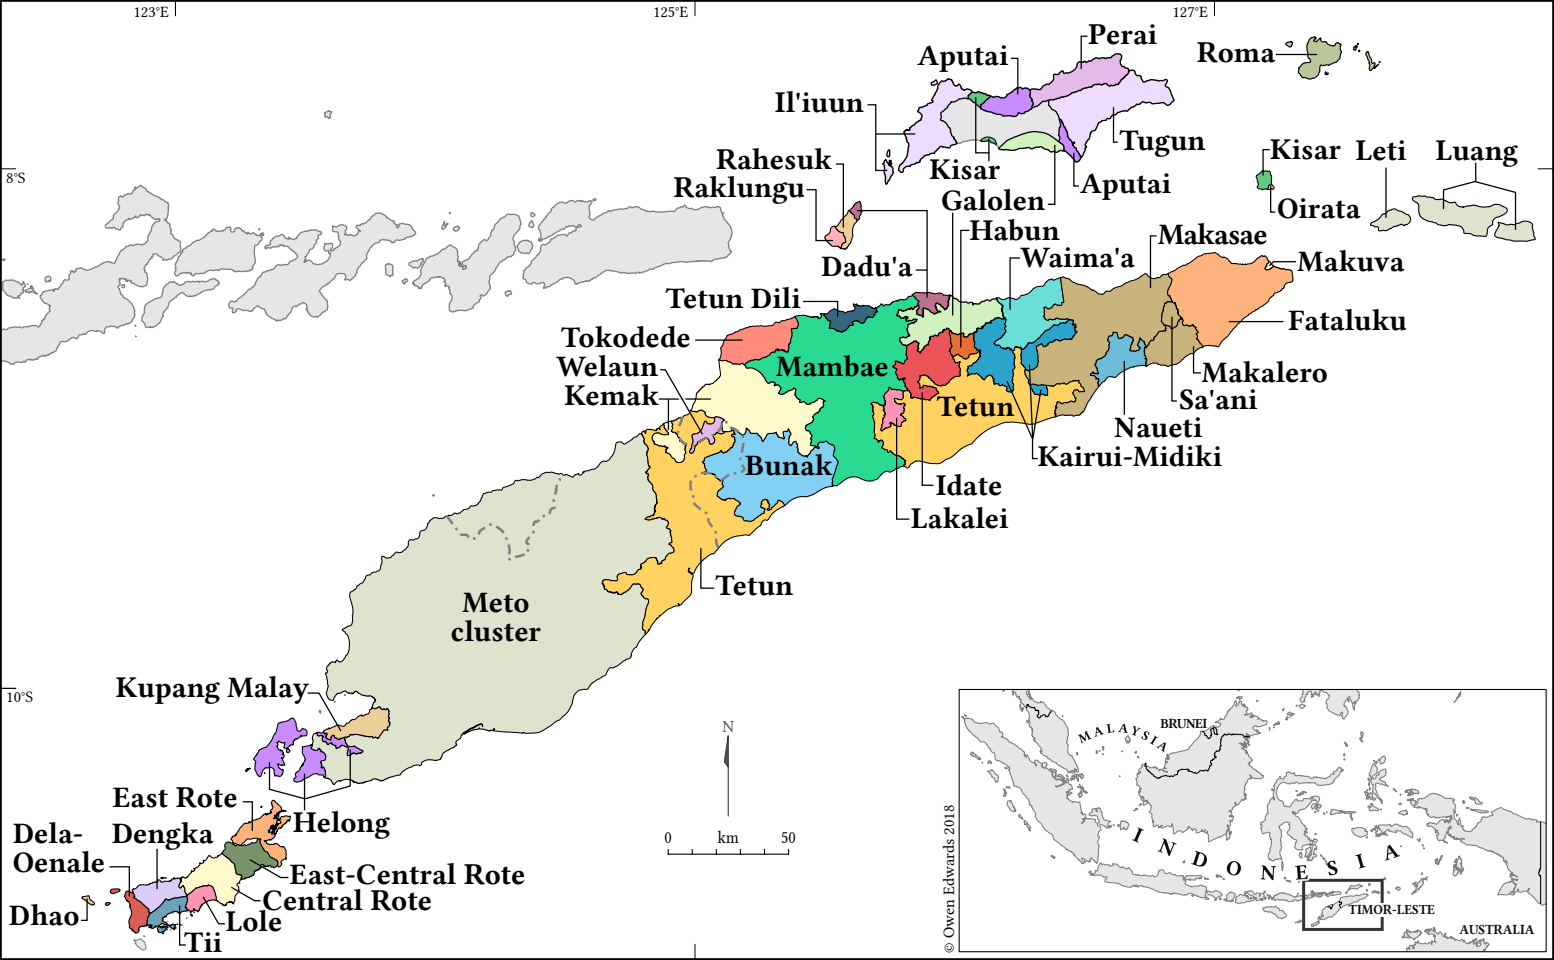 123°E
125°E
127°E
8°S
10°S
Perai
Aputai
Roma
Il'iuun
Tugun
Rahesuk
Kisar
Kisar
Leti
Luang
Raklungu
Aputai
Galolen
Oirata
Habun
Makasae
Dadu'a
Waima'a
Makuva
Tetun Dili
Tokodede
Fataluku
Welaun
Mambae
Makalero
Kemak
Tetun
Sa'ani
Naueti
Bunak
Kairui-Midiki
Idate
Lakalei
Tetun
Meto
cluster
Kupang Malay
East Rote
Helong
Dela-
Oenale
Dengka
East-Central Rote
Central Rote
Dhao
Lole
Tii
N
0 km 50
© Owen Edwards 2018
MALAYSIA
BRUNEI
INDONESIA
TIMOR-LESTE
AUSTRALIA